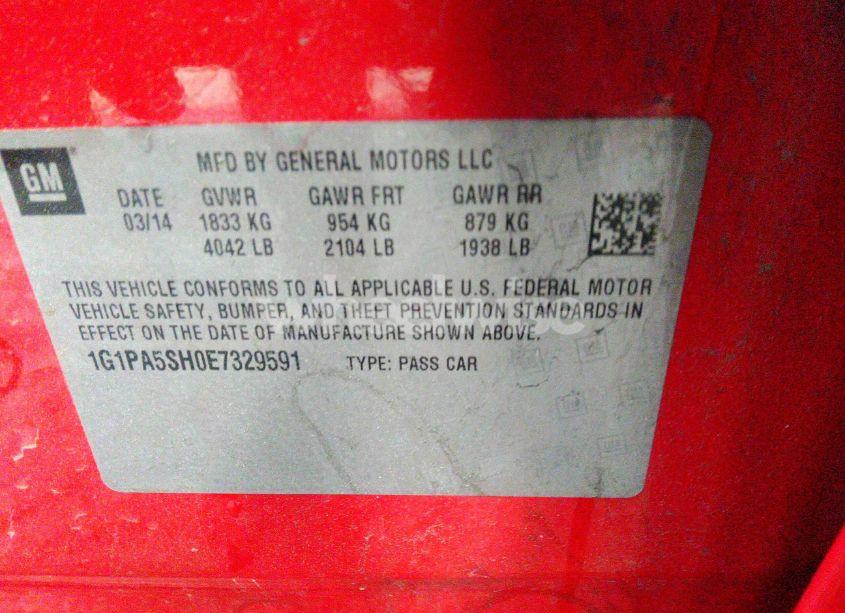 GM
MFD BY GENERAL MOTORS LLC
DATE GVWR GAWR FRT GAWR RR
03/14 1833 KG 954 KG 879 KG
4042 LB 2104 LB 1938 LB
THIS VEHICLE CONFORMS TO ALL APPLICABLE U.S. FEDERAL MOTOR
VEHICLE SAFETY, BUMPER, AND THEFT PREVENTION STANDARDS IN
EFFECT ON THE DATE OF MANUFACTURE SHOWN ABOVE.
1G1PA5SH0E7329591 TYPE: PASS CAR